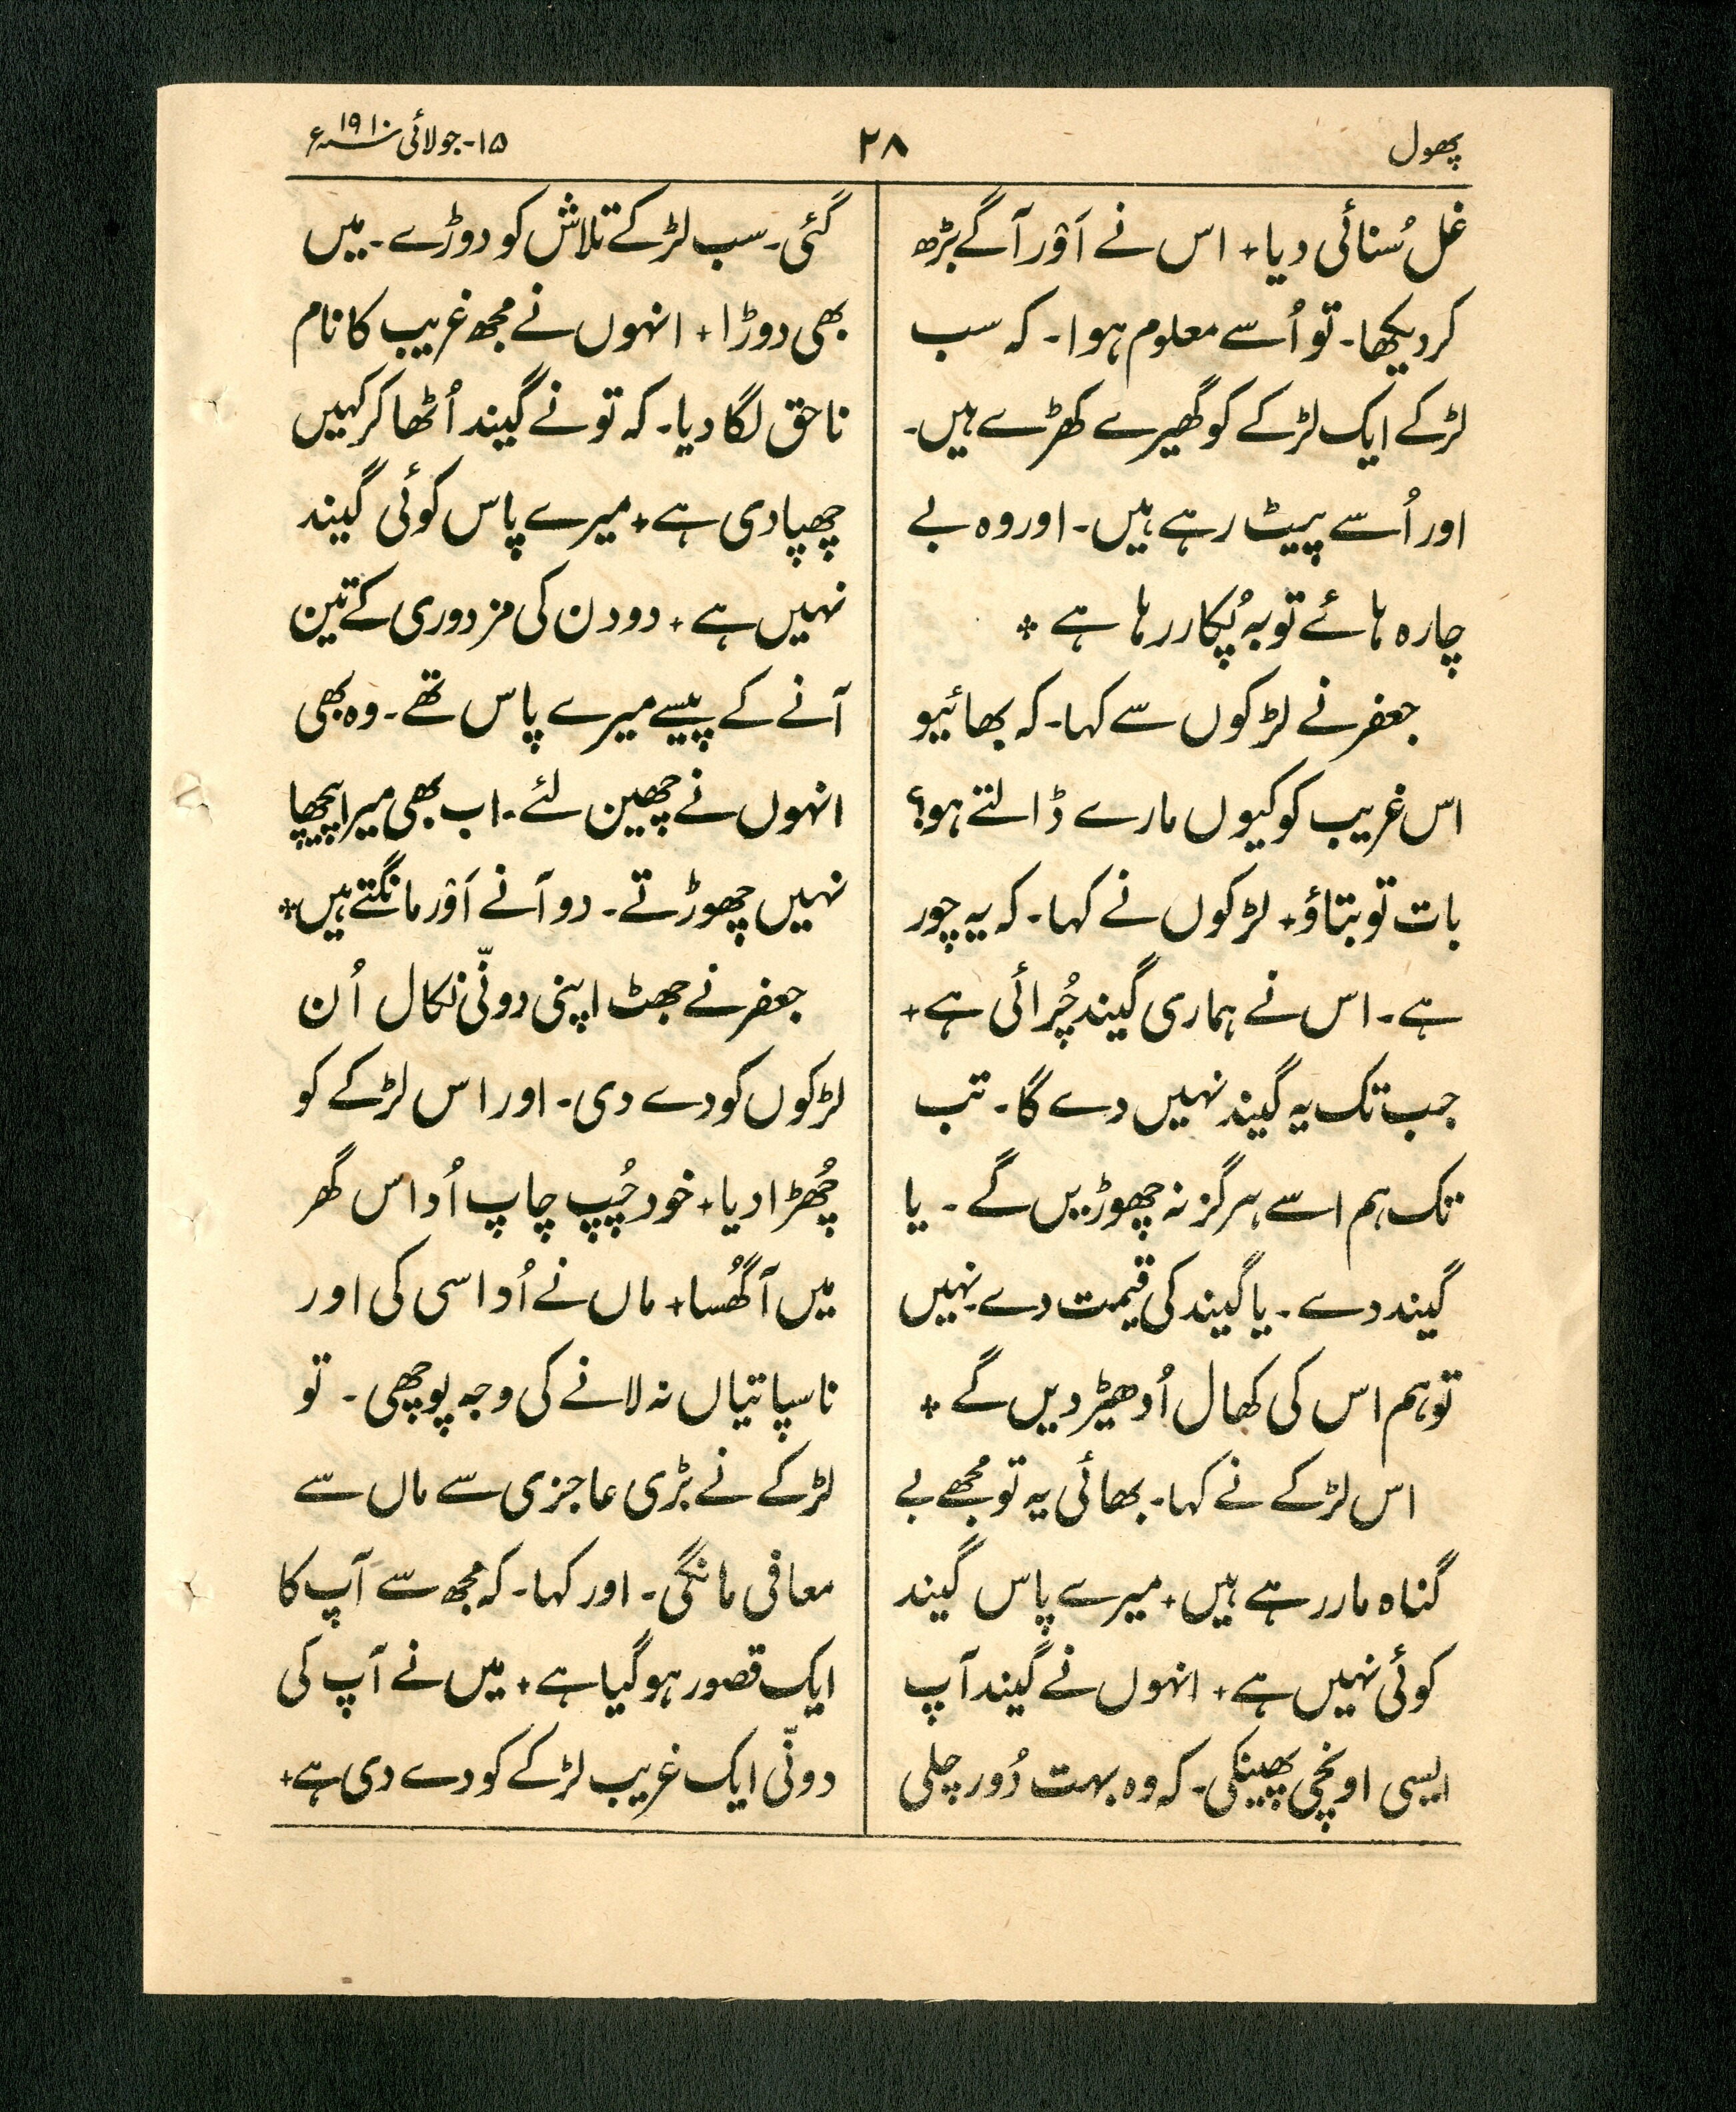 پھول
۲۸
۱۵-جولائی ۱۹۱۰ء
غل سُنائی دیا+ اس نے اَوْر آگے بڑھ
کر دیکھا۔ تو اُسے معلوم ہوا۔ کہ سب
لڑکے ایک لڑکے کو گھیرے کھڑے ہیں۔
اور اُسے پیٹ رہے ہیں۔ اور وہ بے
چارہ ہائے توبہ پُکار رہا ہے ❖
جعفر نے لڑکوں سے کہا۔ کہ بھائیو
اس غریب کو کیوں مارے ڈالتے ہو؟
بات تو بتاؤ+ لڑکوں نے کہا۔ کہ یہ چور
ہے۔ اس نے ہماری گیند چُرائی ہے+
جب تک یہ گیند نہیں دے گا۔ تب
تک ہم اسے ہرگز نہ چھوڑیں گے۔ یا
گیند دے۔ یا گیند کی قیمت دے۔ نہیں
تو ہم اس کی کھال اُدھیڑ دیں گے ❖
اس لڑکے نے کہا۔ بھائی یہ تو مجھے بے
گناہ مار رہے ہیں+ میرے پاس گیند
کوئی نہیں ہے+ انہوں نے گیند آپ
ایسی اونچی پھینکی۔ کہ وہ بہت دُور چلی
گئی۔ سب لڑکے تلاش کو دوڑے۔ میں
بھی دوڑا+ انہوں نے مجھ غریب کا نام
ناحق لگا دیا۔ کہ تو نے گیند اُٹھا کر کہیں
چھپا دی ہے+ میرے پاس کوئی گیند
نہیں ہے+ دو دن کی مزدوری کے تین
آنے کے پیسے میرے پاس تھے۔ وہ بھی
انہوں نے چھین لئے۔ اب بھی میرا پیچھا
نہیں چھوڑتے۔ دو آنے اَوْر مانگتے ہیں❖
جعفر نے جھٹ اپنی دونّی نکال اُن
لڑکوں کو دے دی۔ اور اس لڑکے کو
چُھڑا دیا+ خود چُپ چاپ اُداس گھر
میں آ گُھسا+ ماں نے اُداسی کی اور
ناسپاتیاں نہ لانے کی وجہ پوچھی۔ تو
لڑکے نے بڑی عاجزی سے ماں سے
معافی مانگی۔ اور کہا۔ کہ مجھ سے آپ کا
ایک قصور ہو گیا ہے+ میں نے آپ کی
دونّی ایک غریب لڑکے کو دے دی ہے+